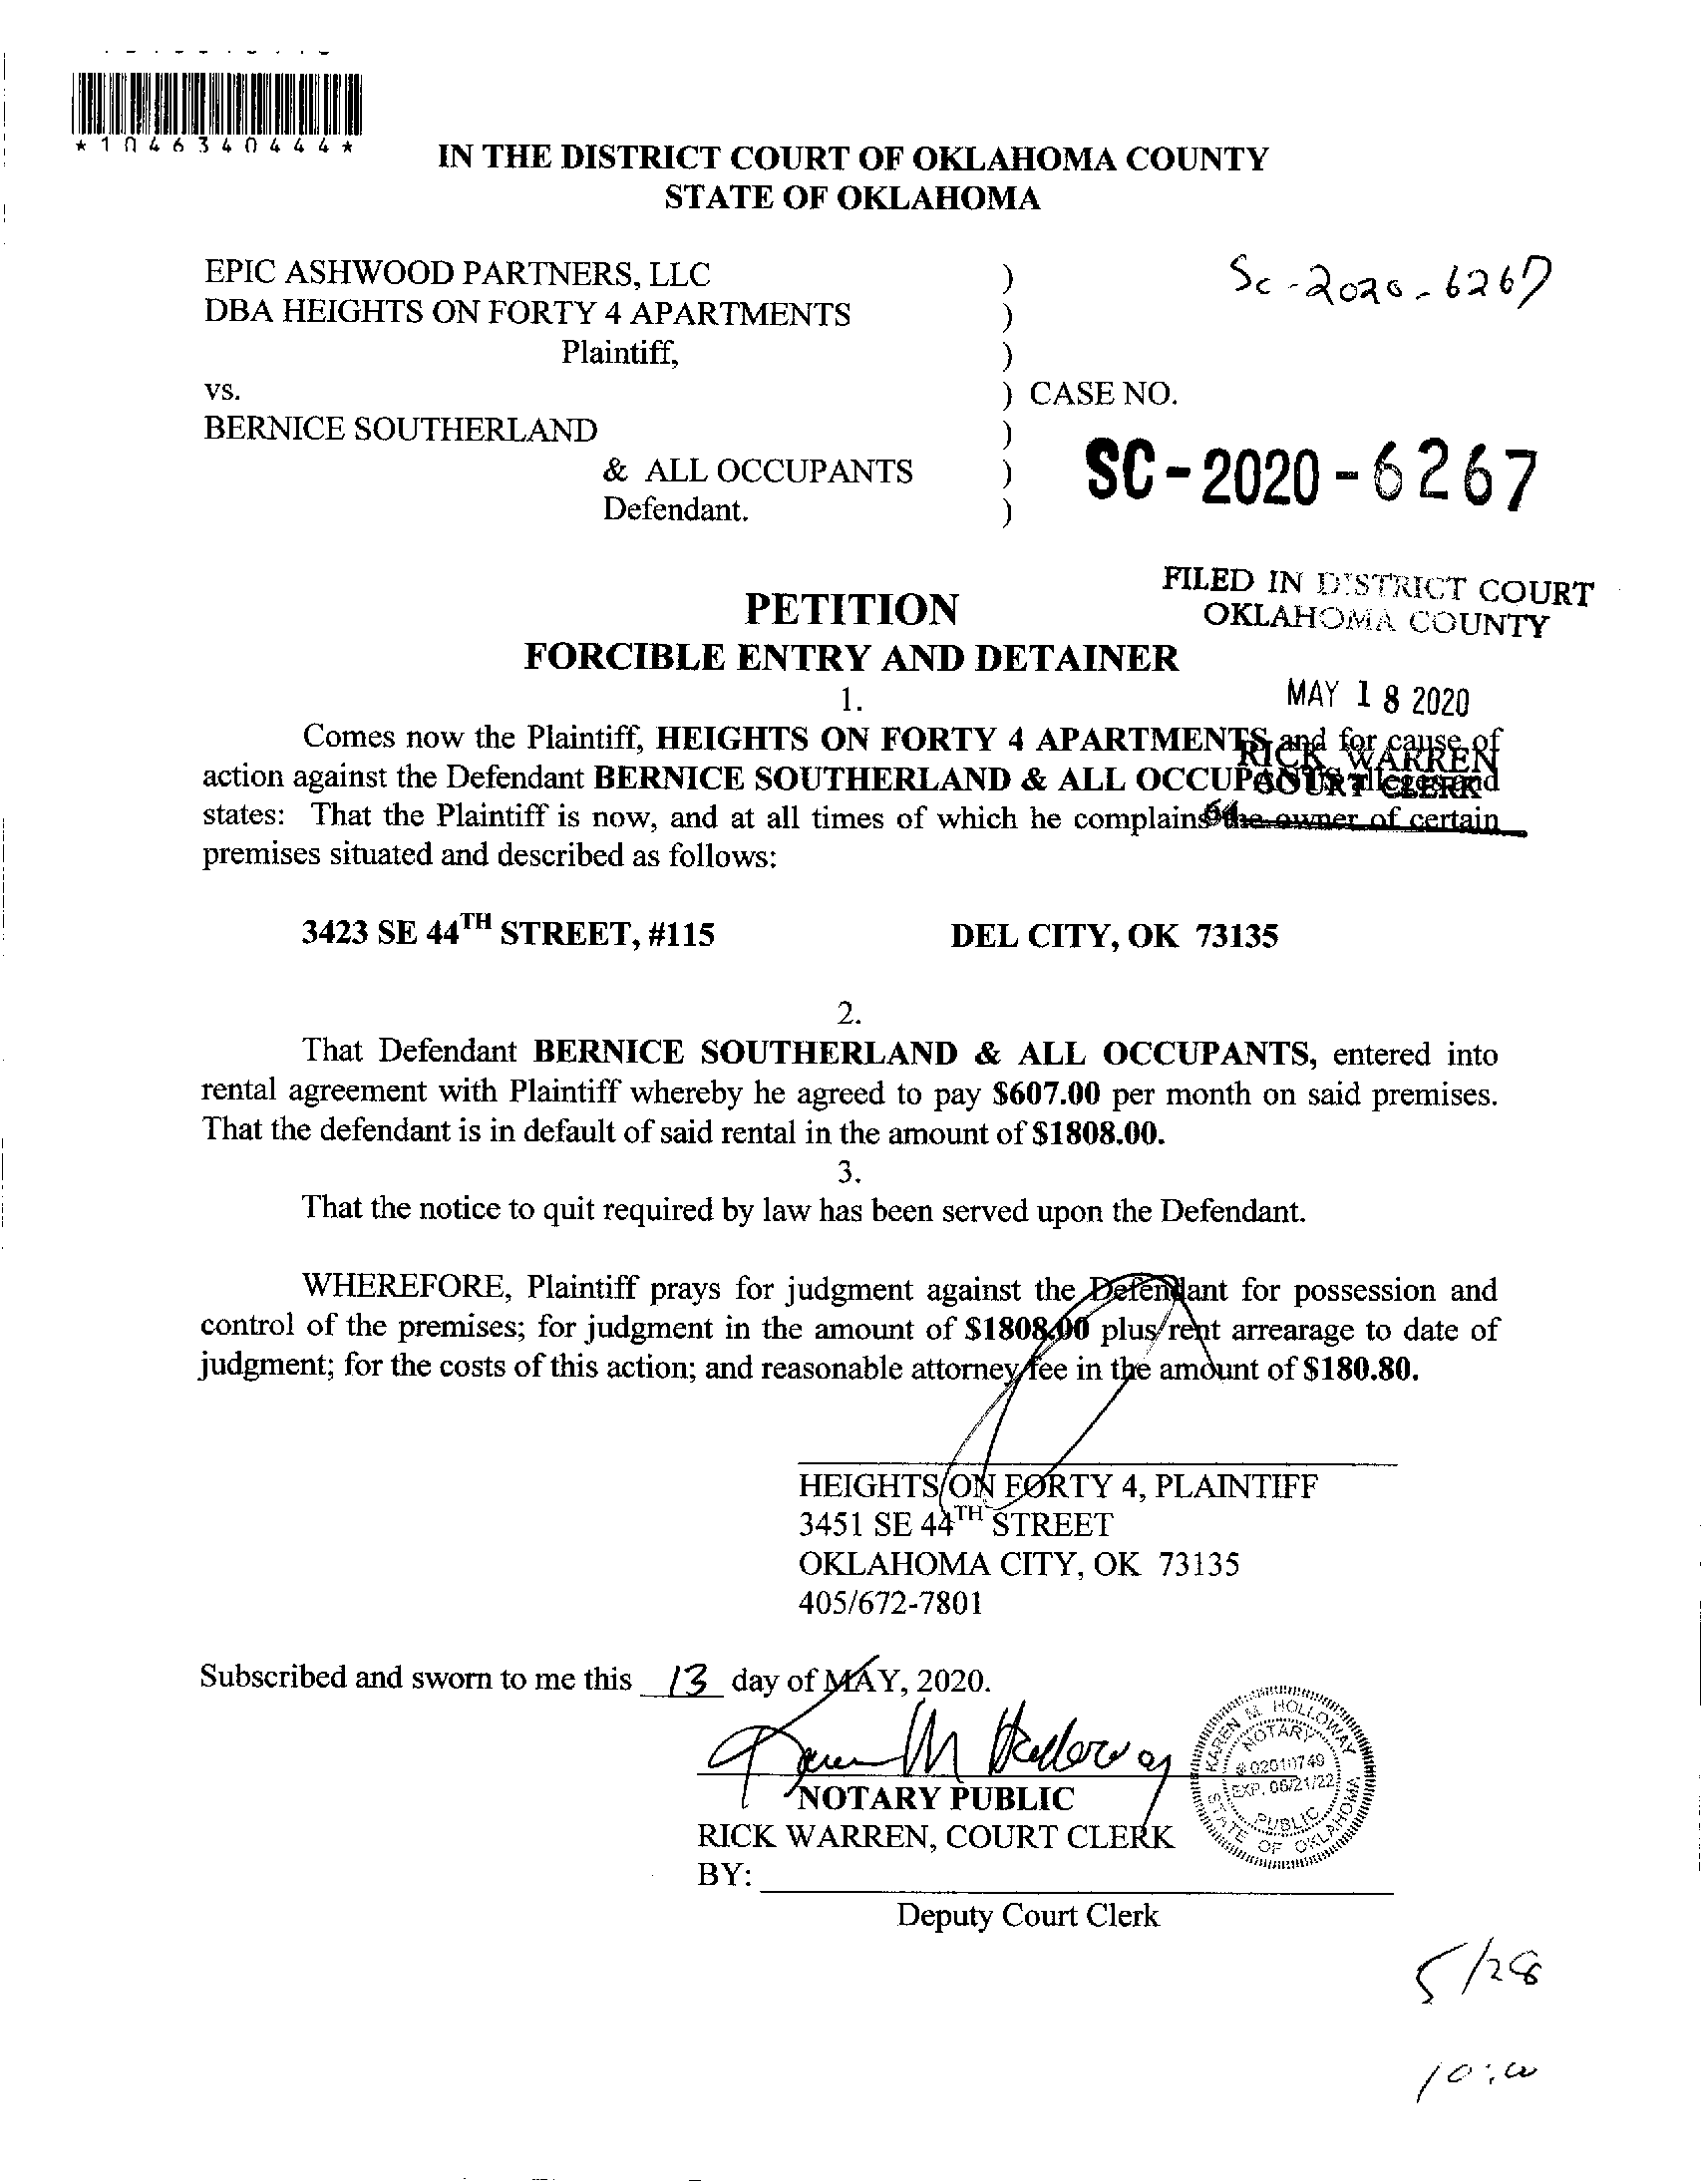 *1046340444*
IN THE DISTRICT COURT OF OKLAHOMA COUNTY
STATE OF OKLAHOMA
EPIC ASHWOOD PARTNERS, LLC )
DBA HEIGHTS ON FORTY 4 APARTMENTS )
Plaintiff, )
vs. ) CASE NO.
BERNICE SOUTHERLAND )
& ALL OCCUPANTS )
Defendant. )
Sc-2020-6267
SC-2020-6267
FILED IN DISTRICT COURT
OKLAHOMA COUNTY
MAY 18 2020
RICK WARREN
COURT CLERK
64
PETITION
FORCIBLE ENTRY AND DETAINER
1.
Comes now the Plaintiff, HEIGHTS ON FORTY 4 APARTMENTS and for cause of
action against the Defendant BERNICE SOUTHERLAND & ALL OCCUPANTS alleges and
states: That the Plaintiff is now, and at all times of which he complains the owner of certain
premises situated and described as follows:
3423 SE 44TH STREET, #115 DEL CITY, OK 73135
2.
That Defendant BERNICE SOUTHERLAND & ALL OCCUPANTS, entered into
rental agreement with Plaintiff whereby he agreed to pay $607.00 per month on said premises.
That the defendant is in default of said rental in the amount of $1808.00.
3.
That the notice to quit required by law has been served upon the Defendant.
WHEREFORE, Plaintiff prays for judgment against the Defendant for possession and
control of the premises; for judgment in the amount of $1808.00 plus rent arrearage to date of
judgment; for the costs of this action; and reasonable attorney fee in the amount of $180.80.
HEIGHTS ON FORTY 4, PLAINTIFF
3451 SE 44TH STREET
OKLAHOMA CITY, OK 73135
405/672-7801
Subscribed and sworn to me this 13 day of MAY, 2020.
Karen M Holloway
NOTARY PUBLIC
RICK WARREN, COURT CLERK
BY:
Deputy Court Clerk
KAREN M. HOLLOWAY
NOTARY
# 02010749
EXP. 06/21/22
PUBLIC
STATE OF OKLAHOMA
5/28
10:00